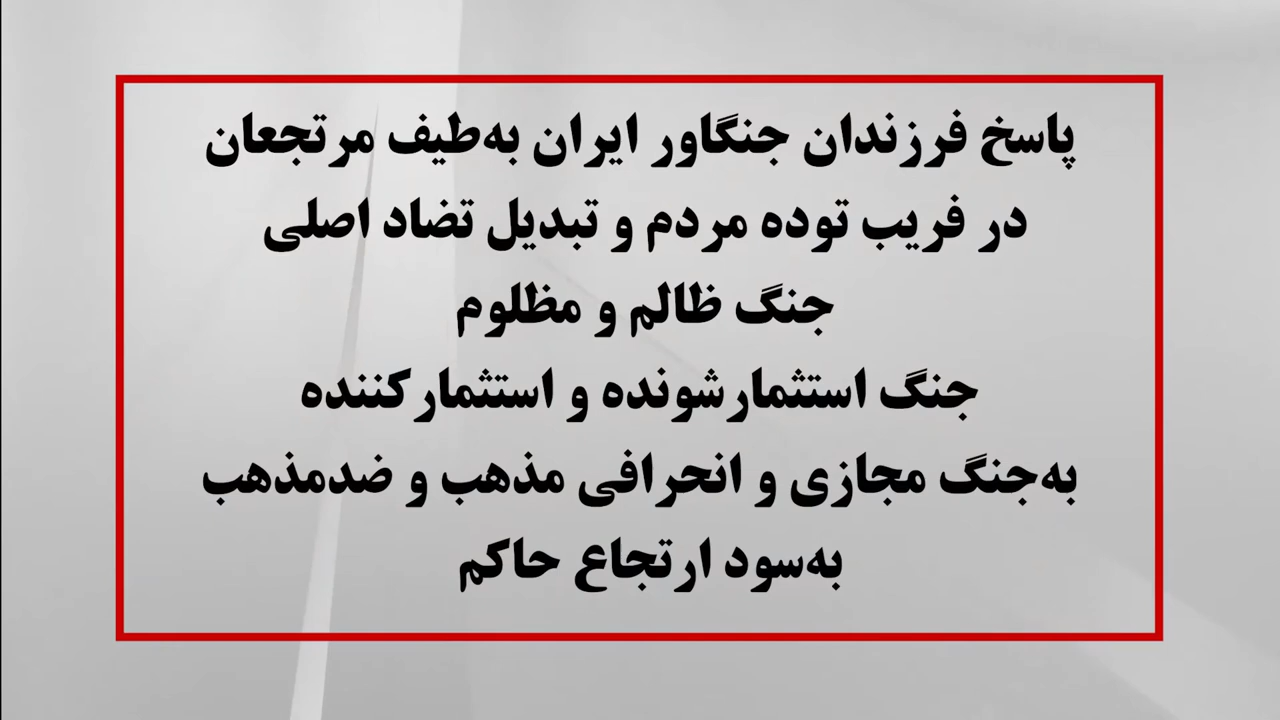 پاسخ فرزندان جنگاور ایران به‌طیف مرتجعان
در فریب توده مردم و تبدیل تضاد اصلی
جنگ ظالم و مظلوم
جنگ استثمارشونده و استثمارکننده
به‌جنگ مجازی و انحرافی مذهب و ضدمذهب
به‌سود ارتجاع حاکم